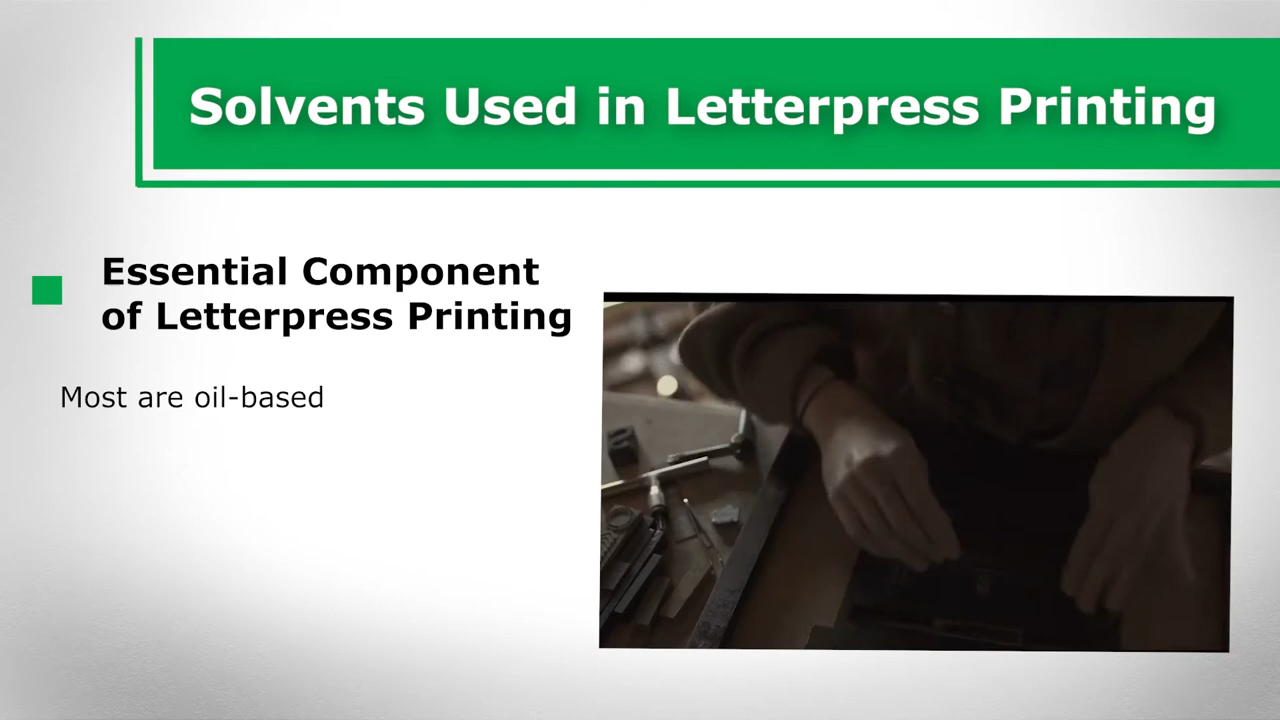 Solvents Used in Letterpress Printing
Essential Component
of Letterpress Printing
Most are oil-based